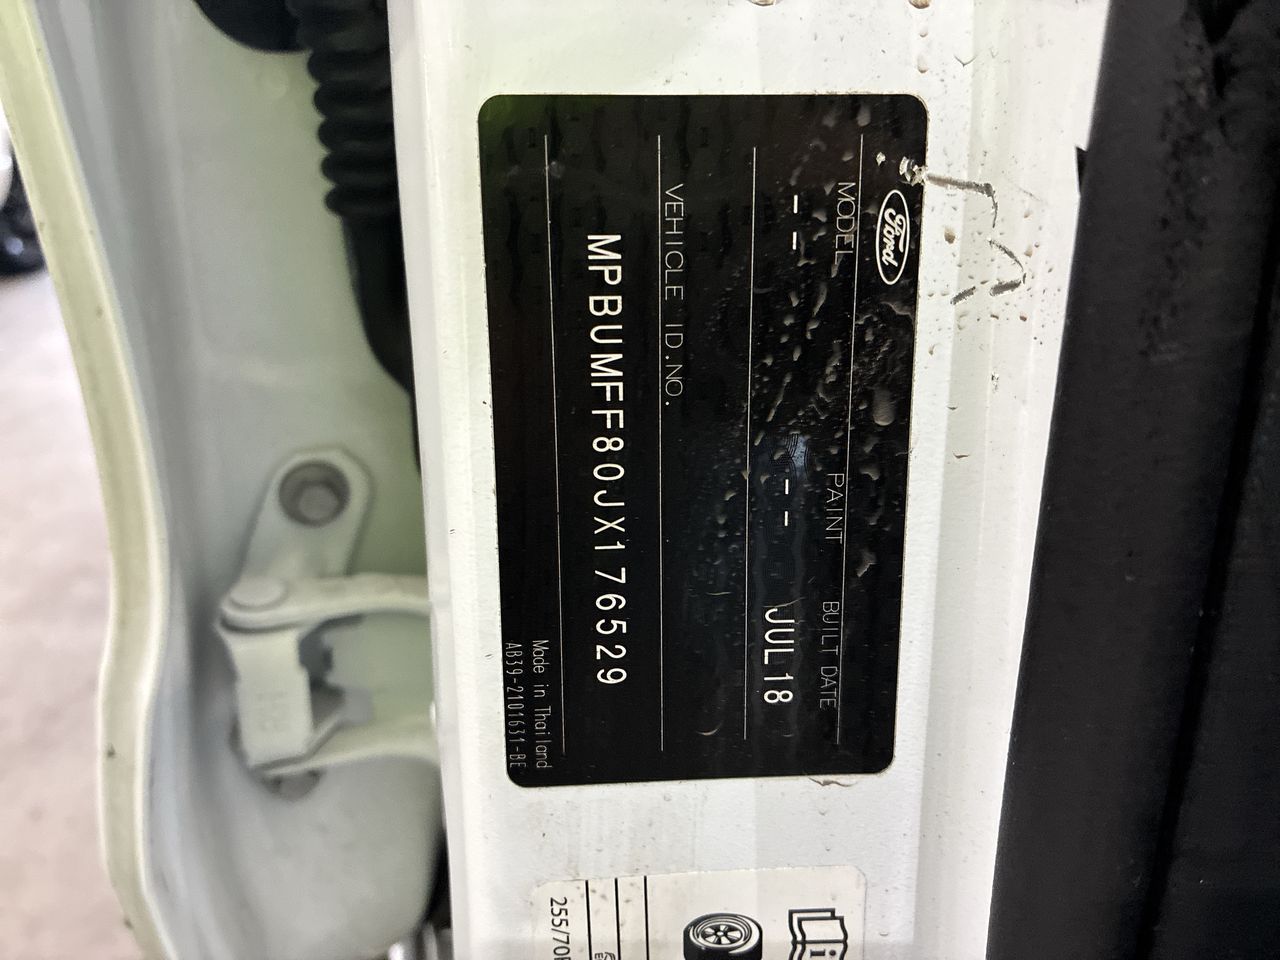 Ford
MODEL PAINT BUILT DATE
-- -- JUL18
VEHICLE ID.NO.
MPBUMFF80JX176529
Made in Thailand
AB39-2101631-BE
i
255/70